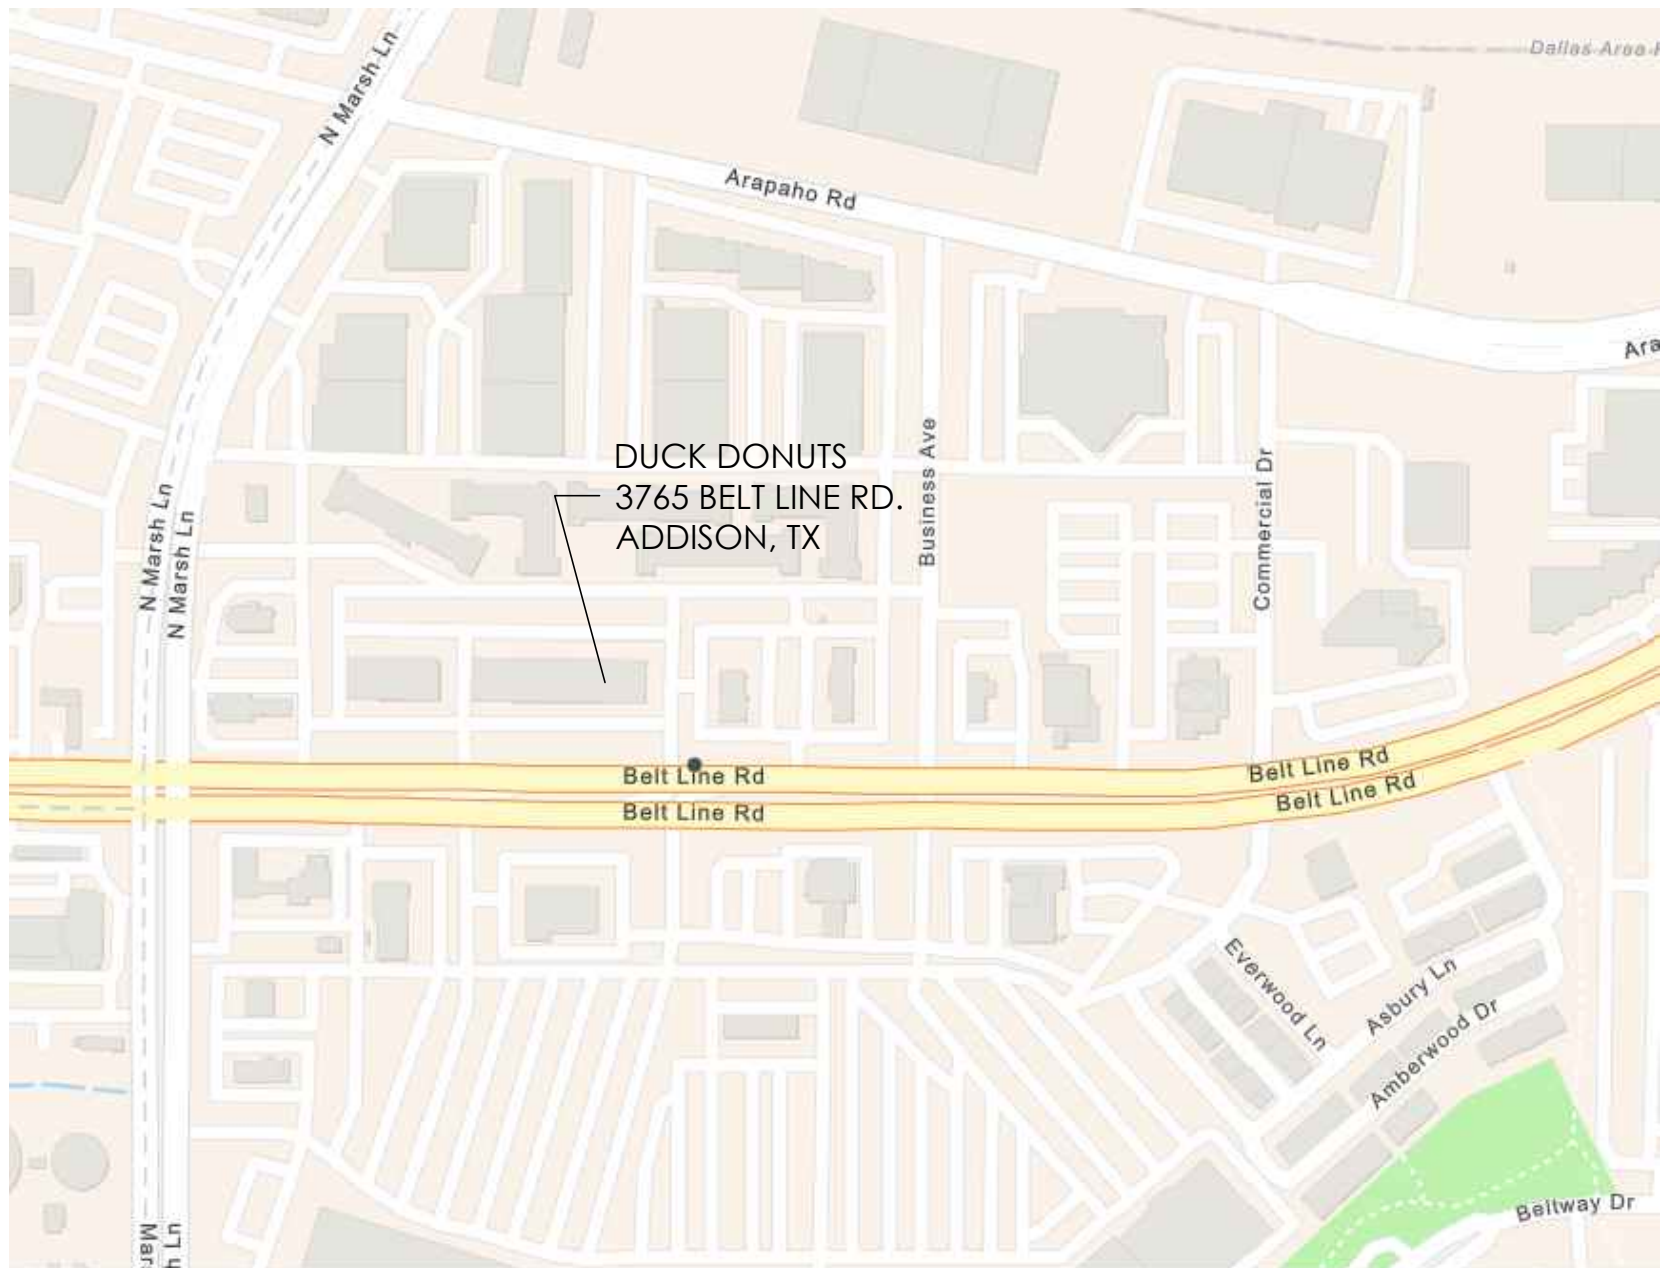 Dallas Area
N Marsh Ln
Arapaho Rd
Ara
DUCK DONUTS
3765 BELT LINE RD.
ADDISON, TX
Business Ave
Commercial Dr
N Marsh Ln
N Marsh Ln
Belt Line Rd
Belt Line Rd
Belt Line Rd
Belt Line Rd
Everwood Ln
Asbury Ln
Amberwood Dr
Beltway Dr
Mars
h Ln